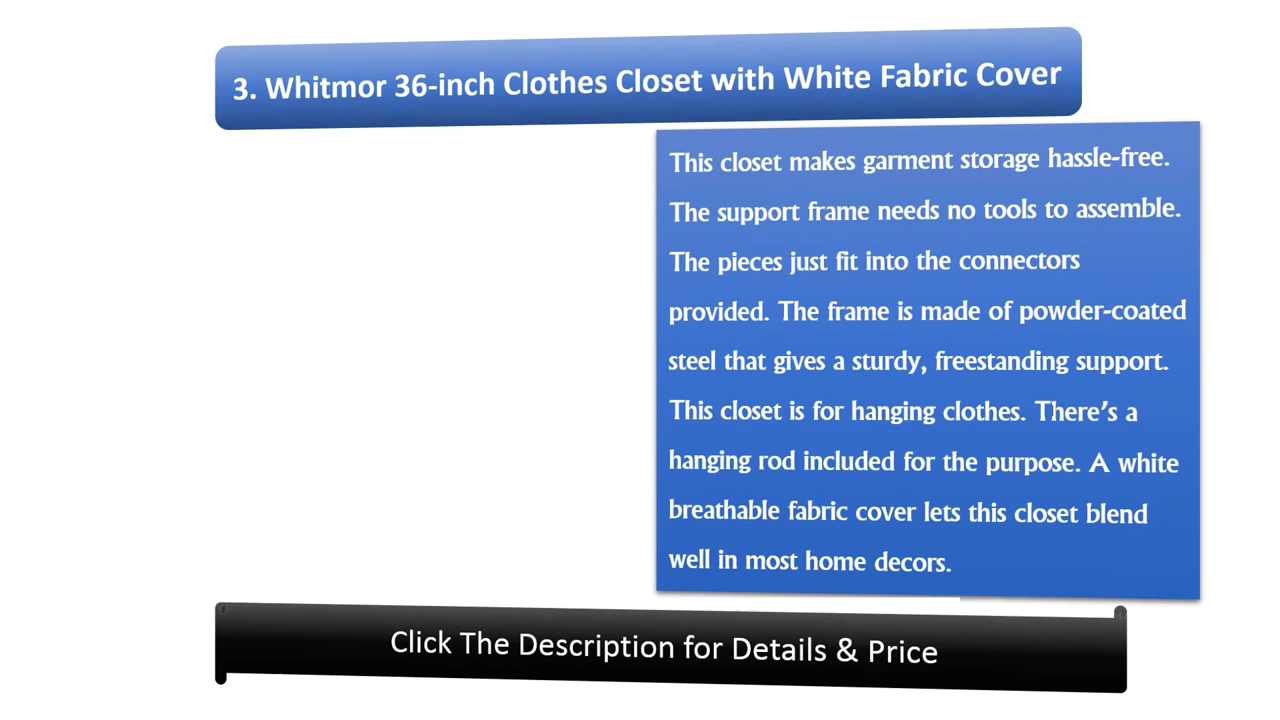 3. Whitmor 36-inch Clothes Closet with White Fabric Cover
This closet makes garment storage hassle-free.
The support frame needs no tools to assemble.
The pieces just fit into the connectors
provided. The frame is made of powder-coated
steel that gives a sturdy, freestanding support.
This closet is for hanging clothes. There's a
hanging rod included for the purpose. A white
breathable fabric cover lets this closet blend
well in most home decors.
Click The Description for Details & Price